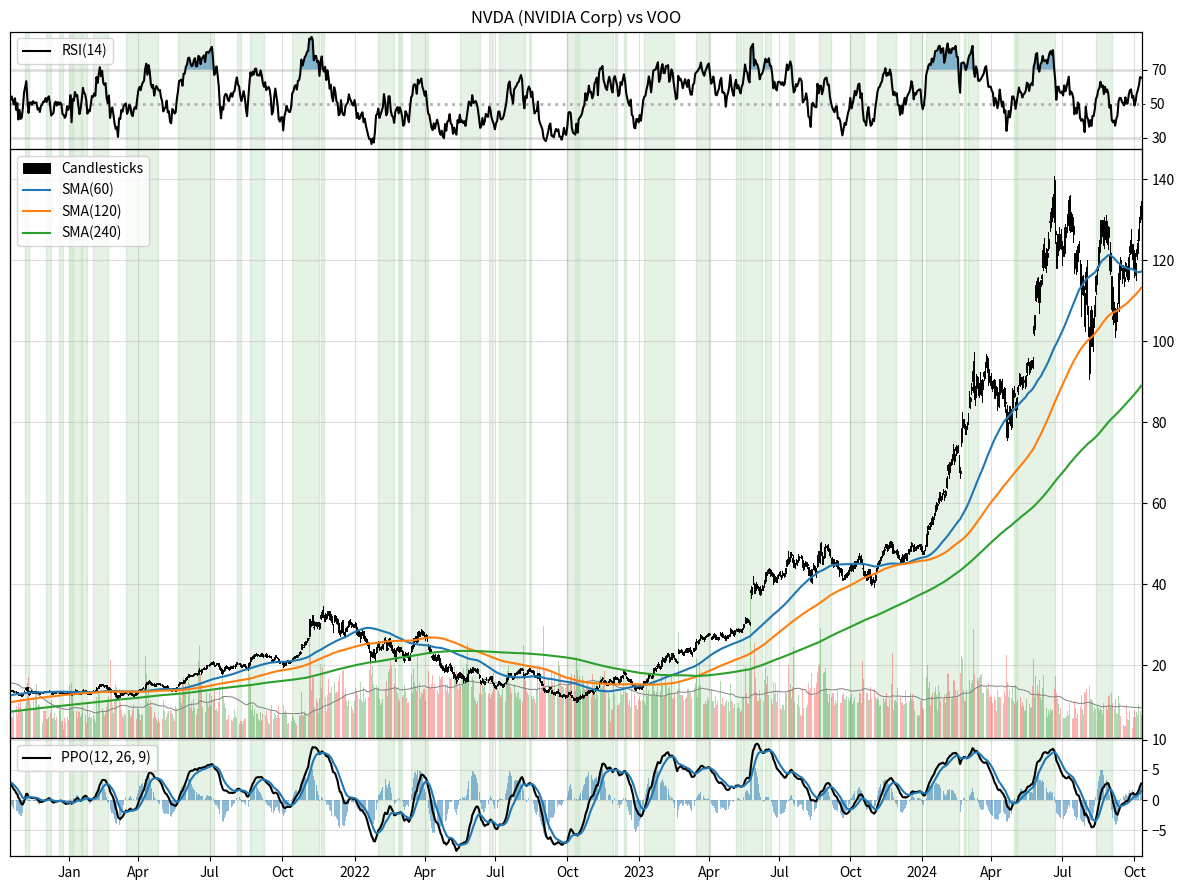 NVDA (NVIDIA Corp) vs VOO
RSI(14)
70
50
30
Candlesticks
SMA(60)
SMA(120)
SMA(240)
140
120
100
80
60
40
20
PPO(12, 26, 9)
10
5
0
−5
Jan Apr Jul Oct 2022 Apr Jul Oct 2023 Apr Jul Oct 2024 Apr Jul Oct